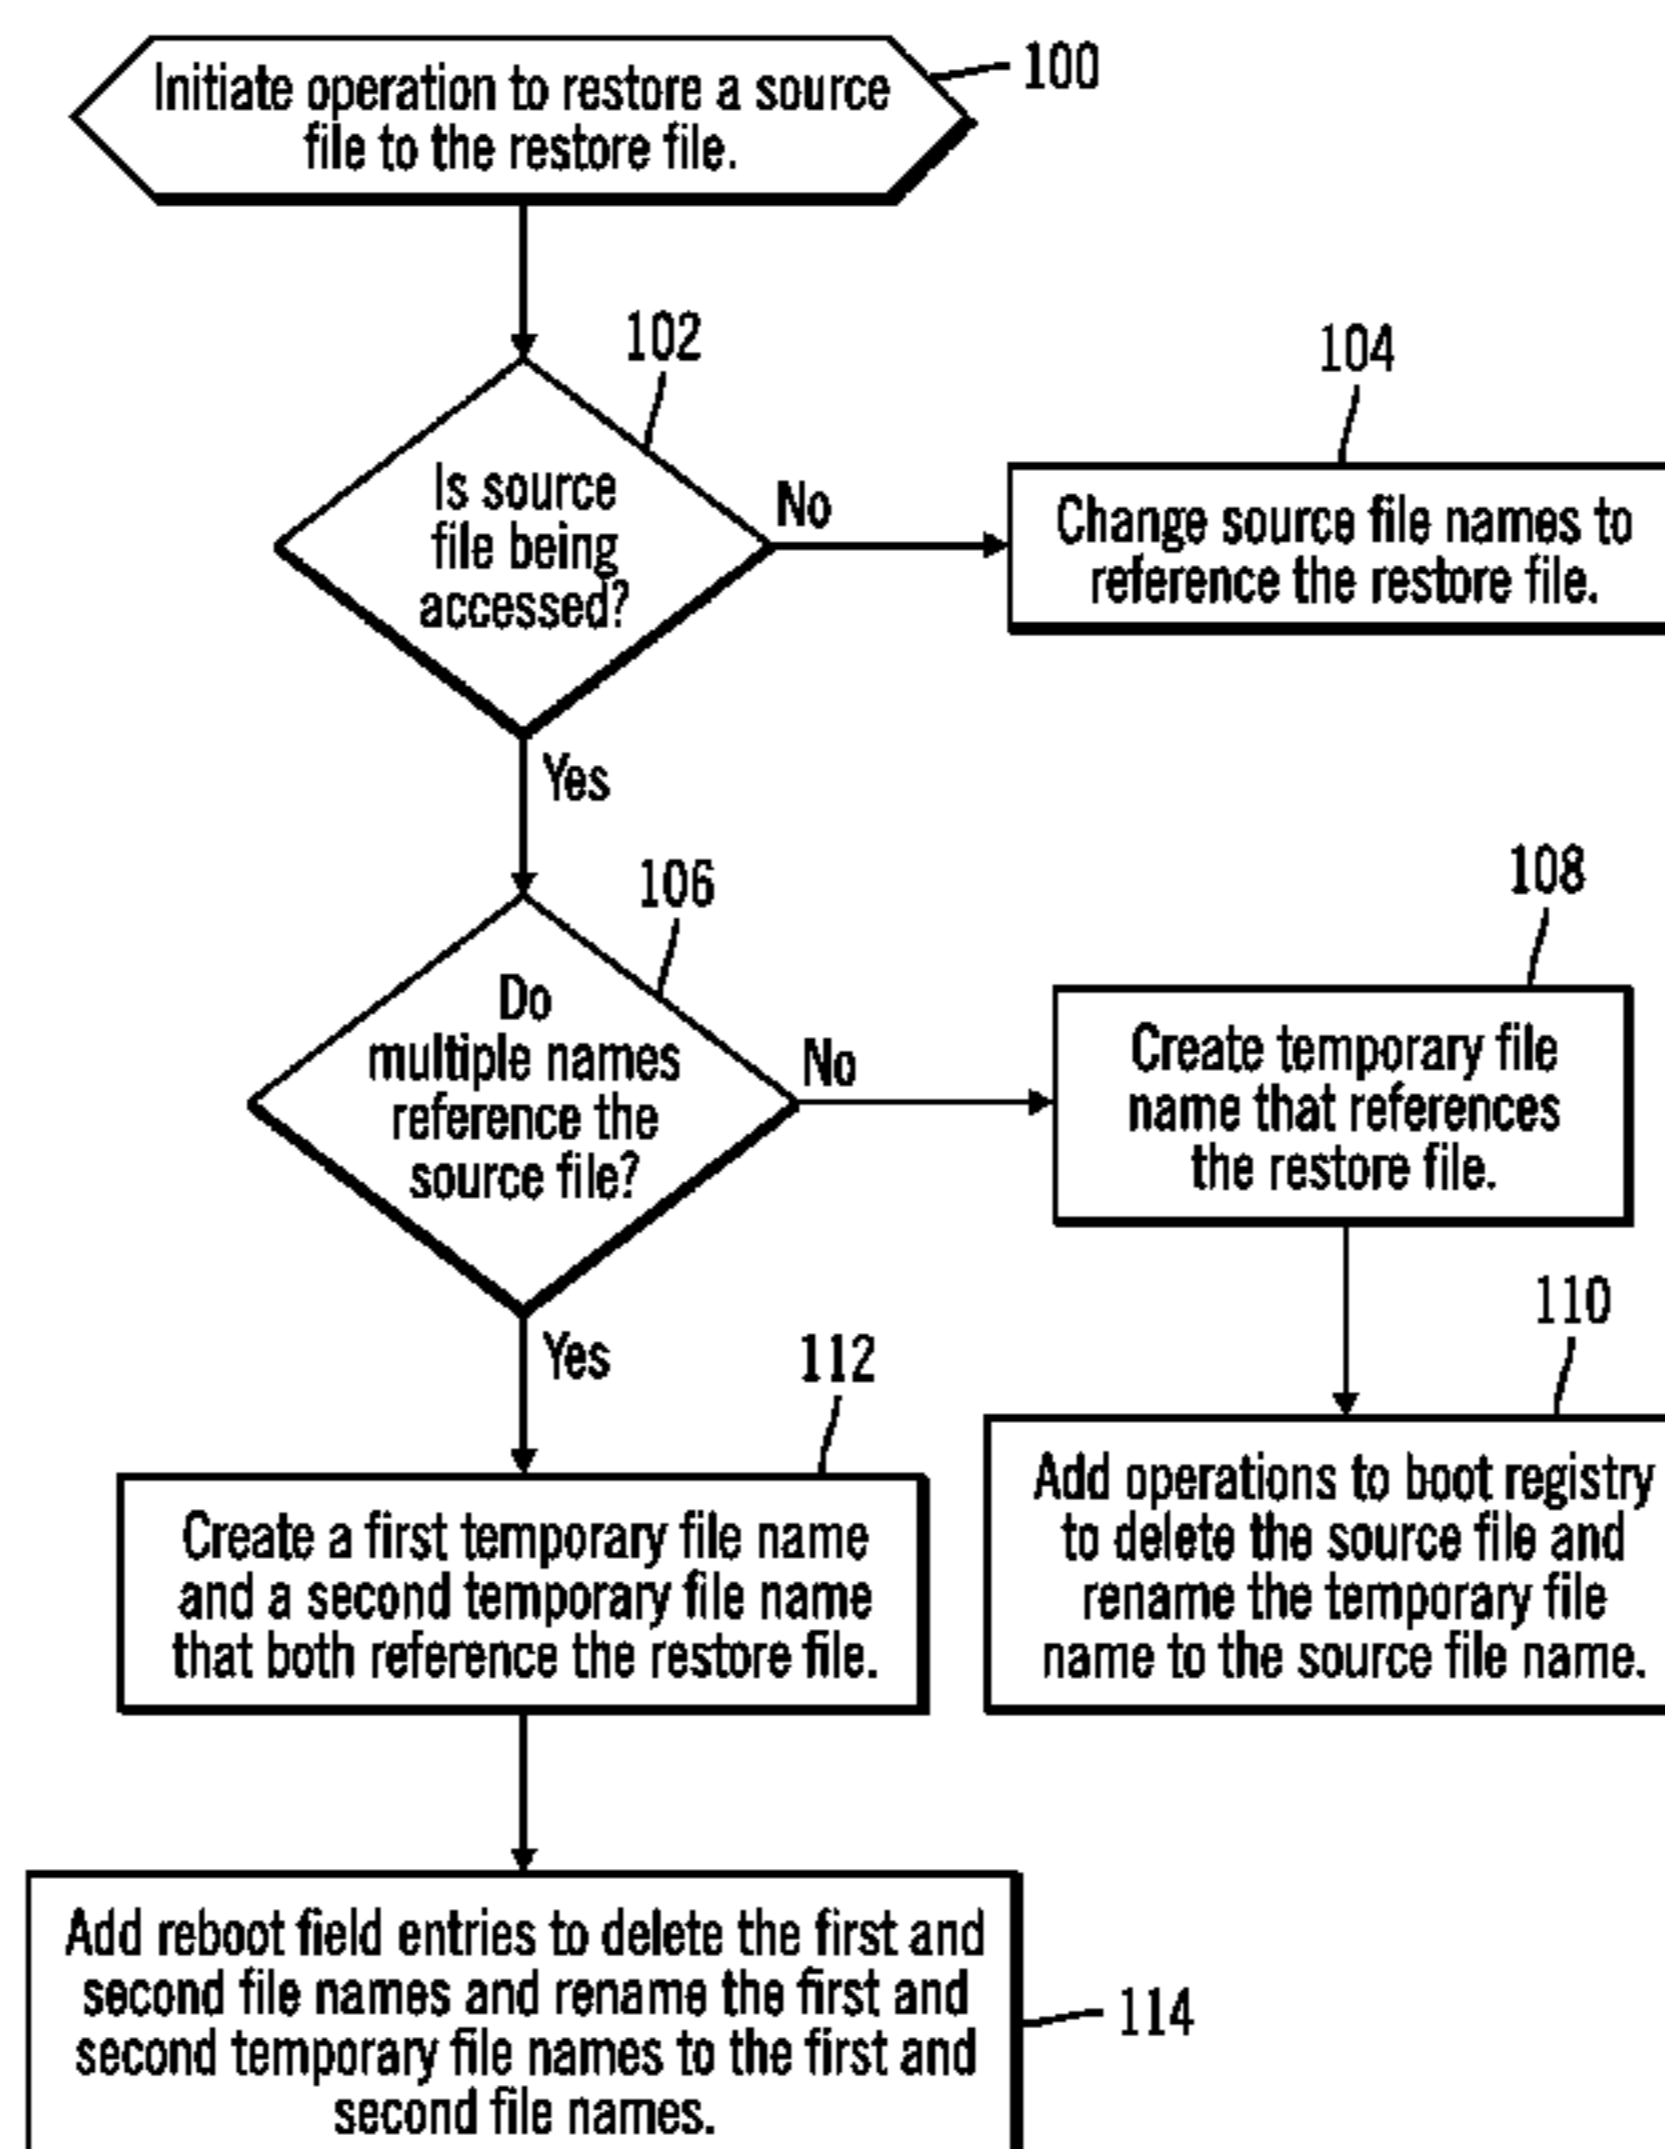 Initiate operation to restore a source
file to the restore file.
100
102
Is source
file being
accessed?
No
104
Change source file names to
reference the restore file.
Yes
106
Do
multiple names
reference the
source file?
No
108
Create temporary file
name that references
the restore file.
110
Add operations to boot registry
to delete the source file and
rename the temporary file
name to the source file name.
Yes
112
Create a first temporary file name
and a second temporary file name
that both reference the restore file.
Add reboot field entries to delete the first and
second file names and rename the first and
second temporary file names to the first and
second file names.
114